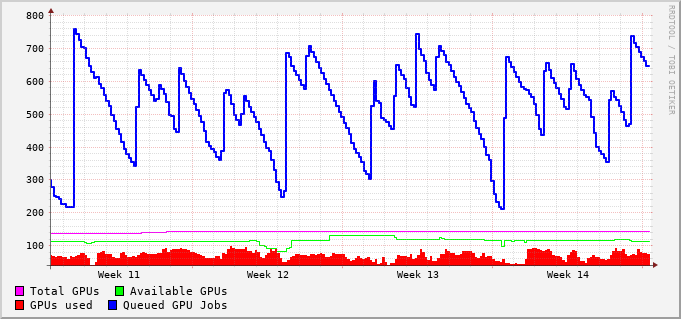 800
700
600
500
400
300
200
100
Week 11 Week 12 Week 13 Week 14
Total GPUs Available GPUs
GPUs used Queued GPU Jobs
RRDTOOL / TOBI OETIKER